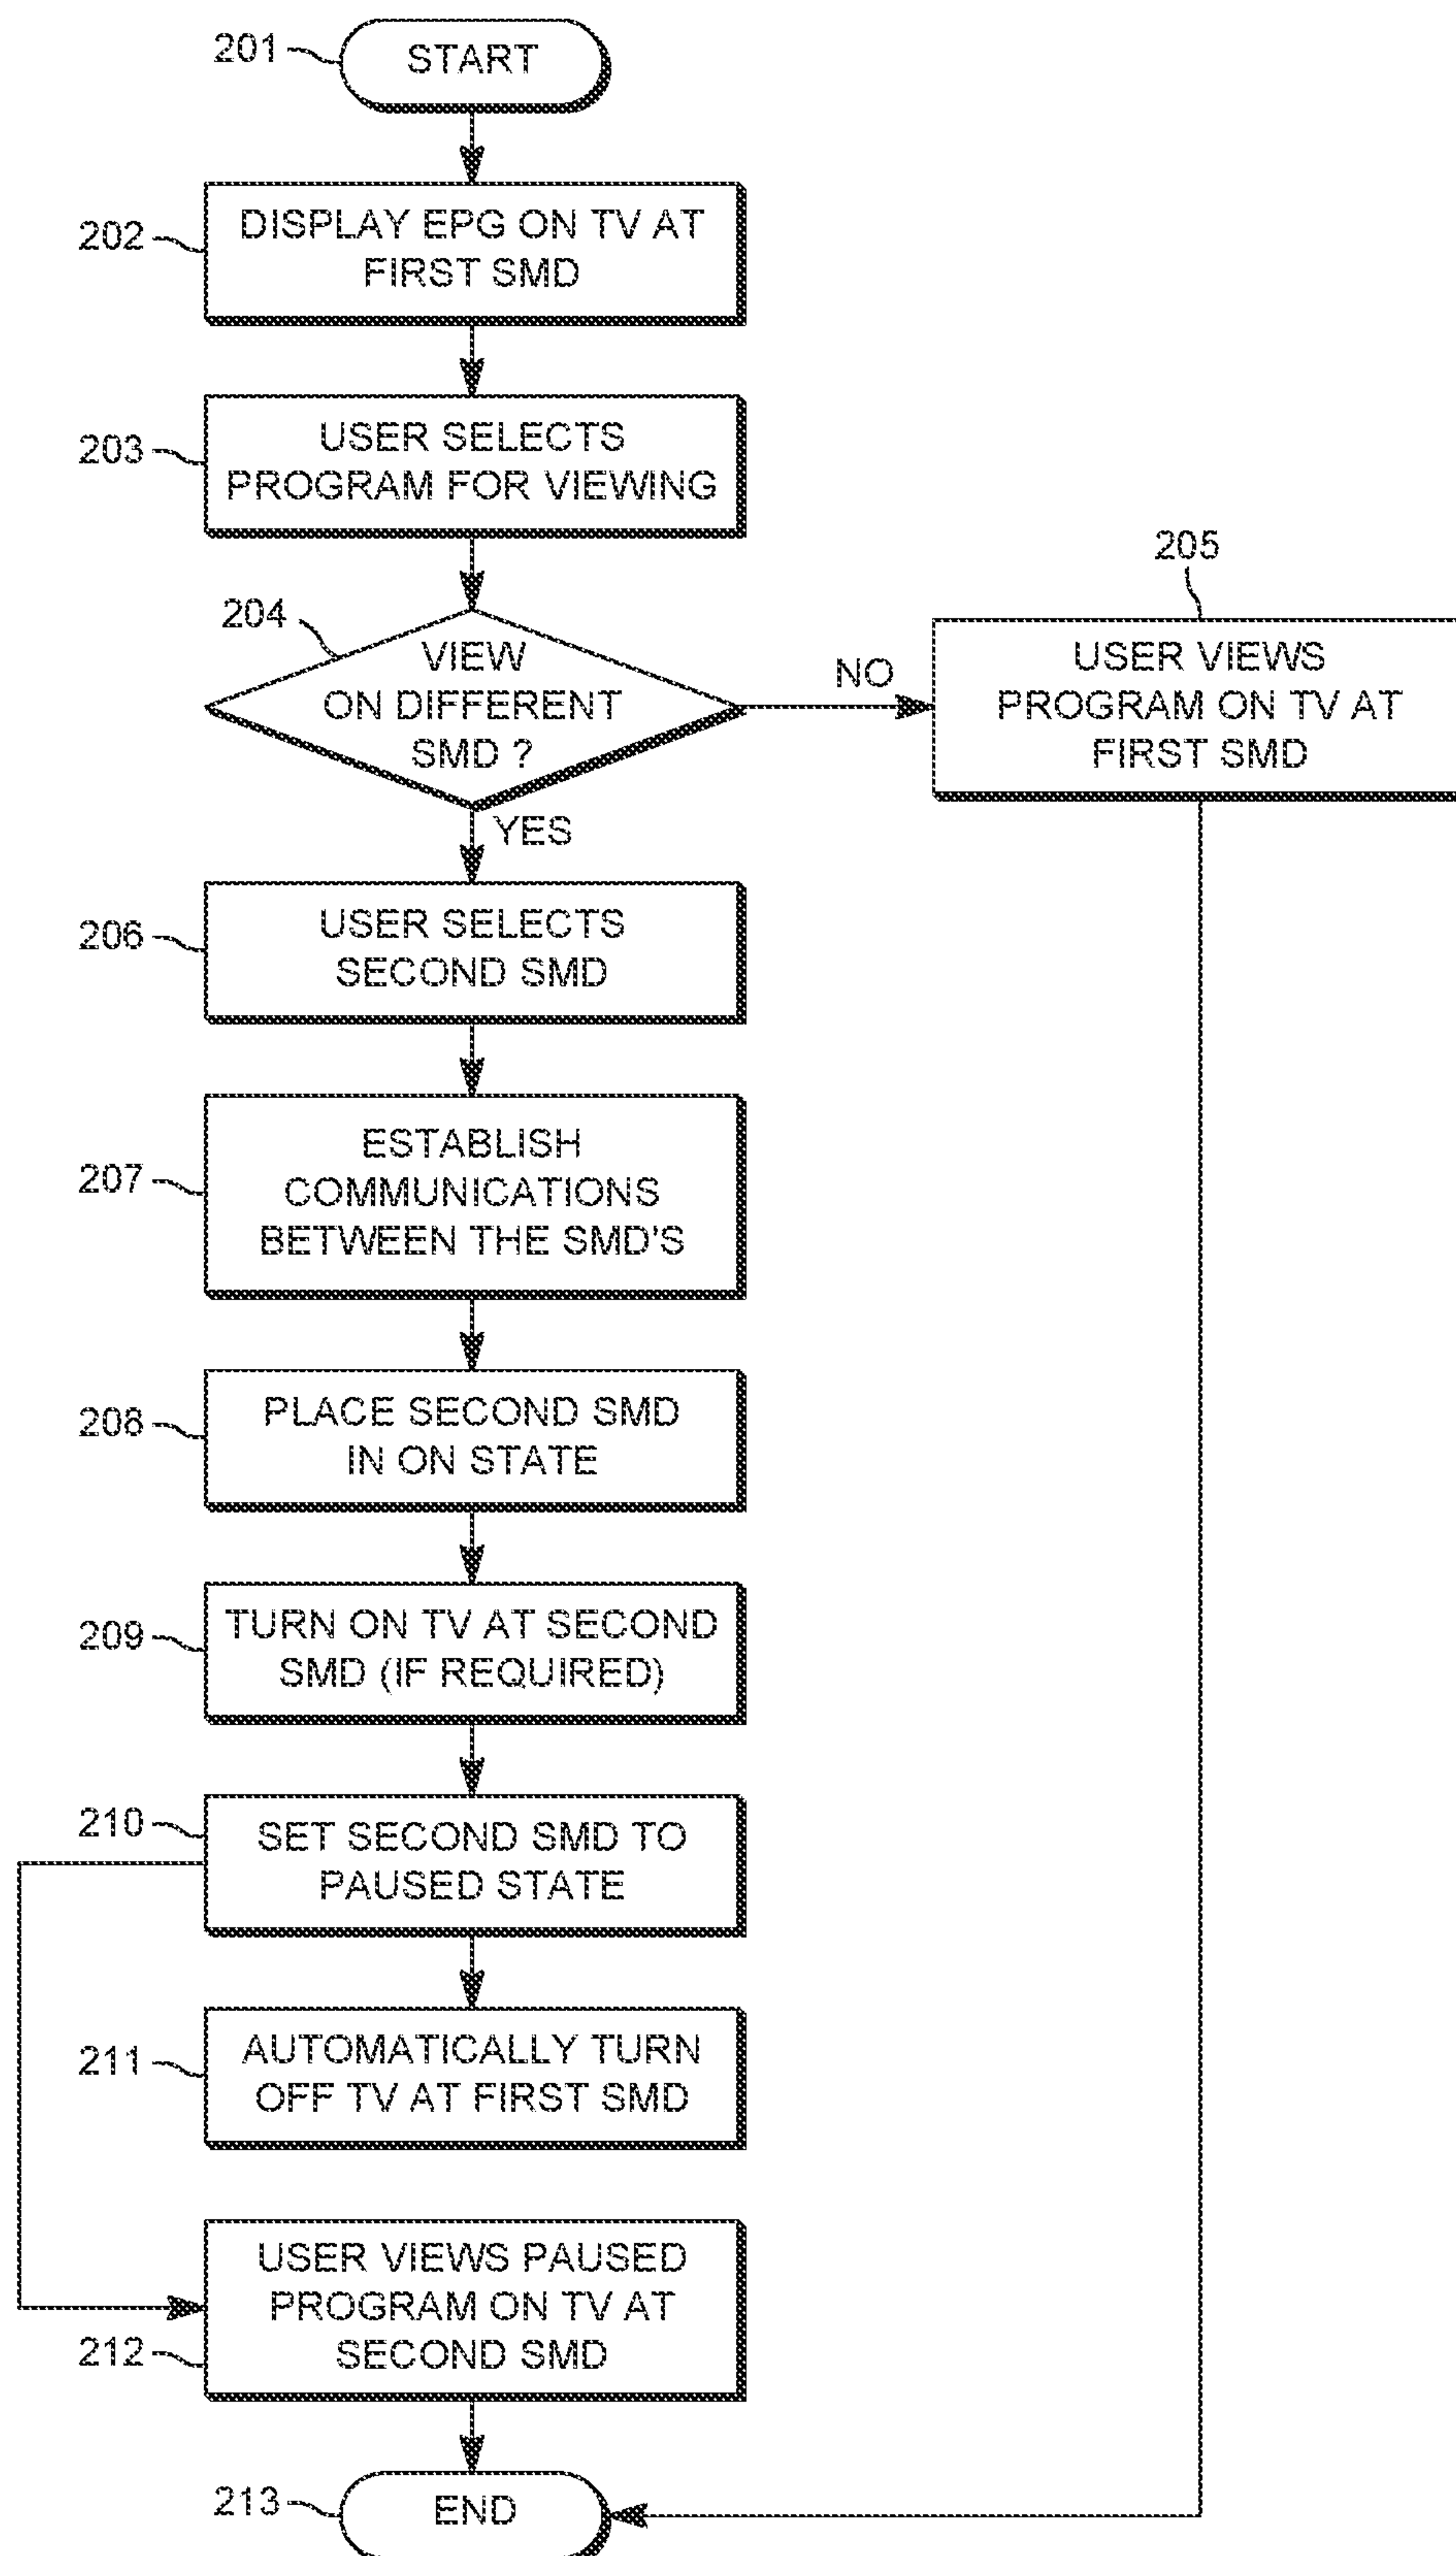 201
START
202
DISPLAY EPG ON TV AT
FIRST SMD
203
USER SELECTS
PROGRAM FOR VIEWING
204
VIEW
ON DIFFERENT
SMD ?
NO
205
USER VIEWS
PROGRAM ON TV AT
FIRST SMD
YES
206
USER SELECTS
SECOND SMD
207
ESTABLISH
COMMUNICATIONS
BETWEEN THE SMD'S
208
PLACE SECOND SMD
IN ON STATE
209
TURN ON TV AT SECOND
SMD (IF REQUIRED)
210
SET SECOND SMD TO
PAUSED STATE
211
AUTOMATICALLY TURN
OFF TV AT FIRST SMD
USER VIEWS PAUSED
PROGRAM ON TV AT
SECOND SMD
212
213
END